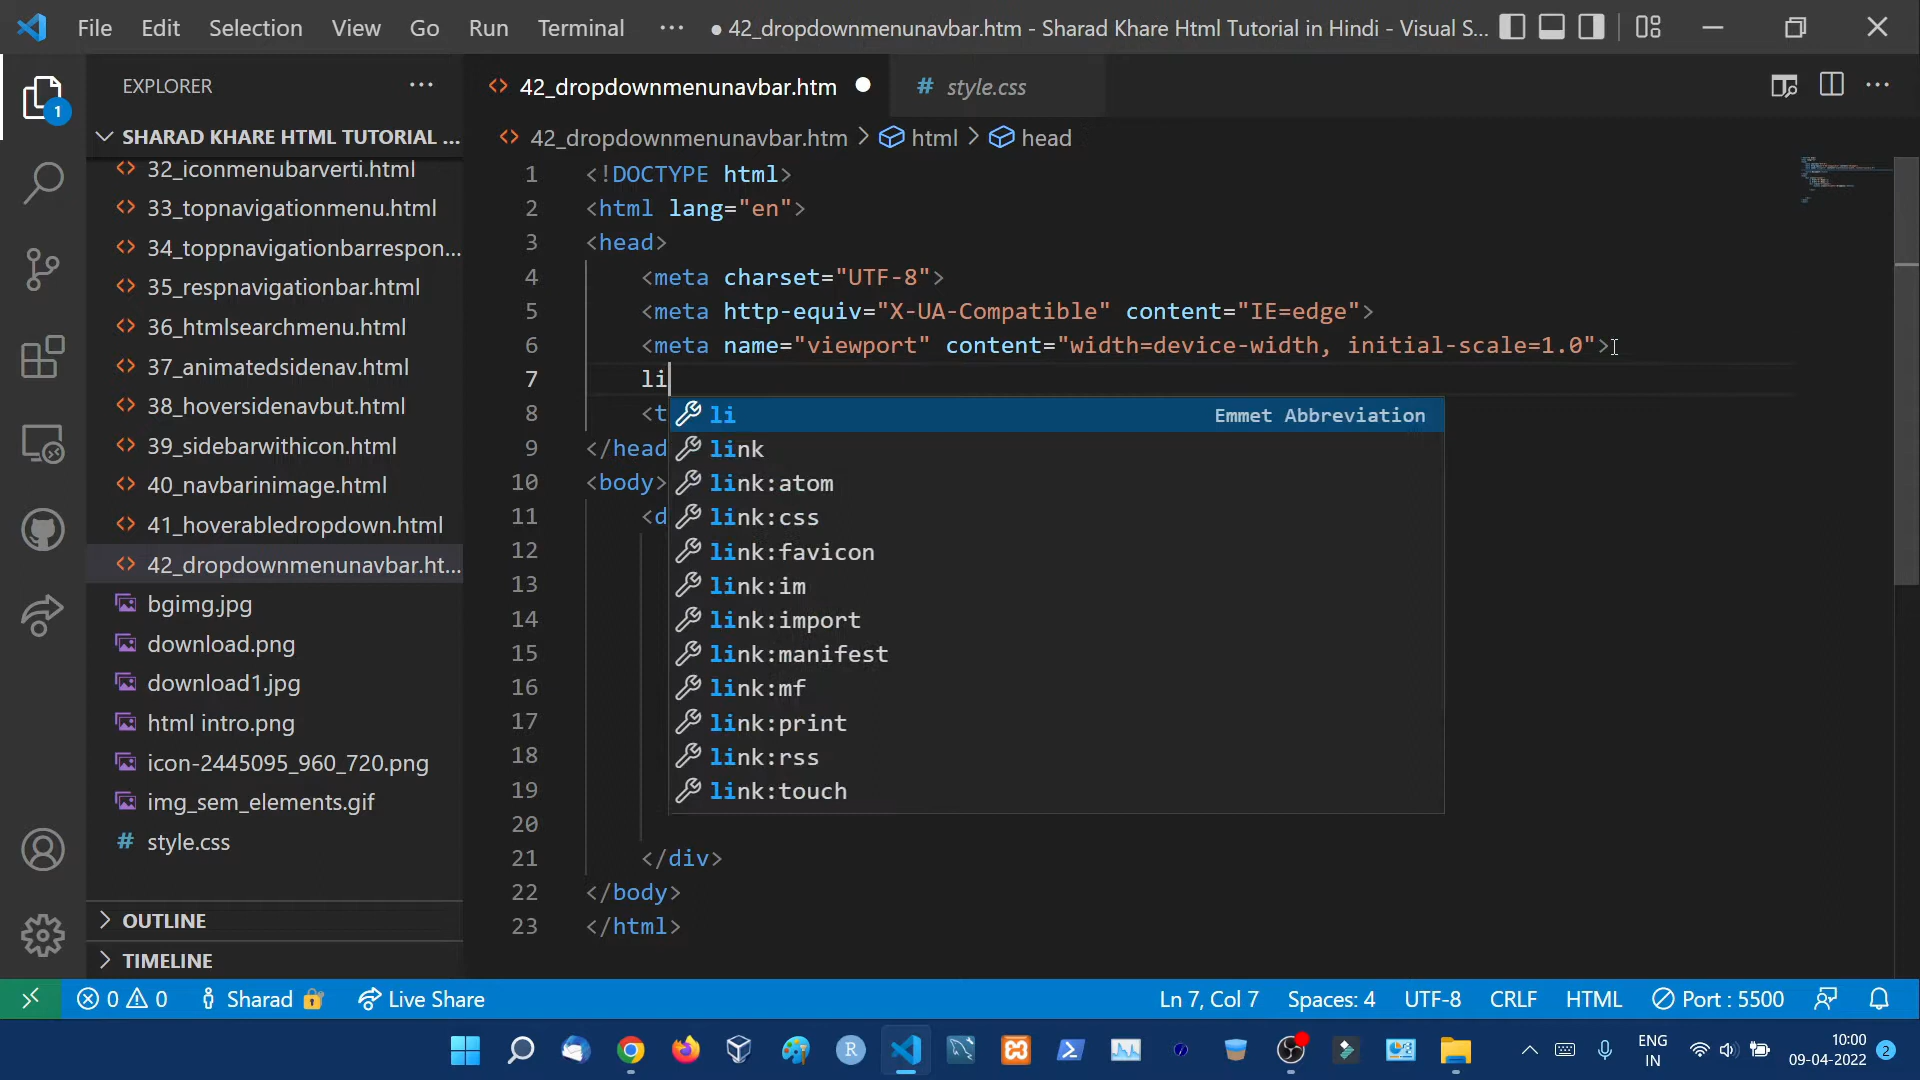 File Edit Selection View Go Run Terminal ··· ● 42_dropdownmenunavbar.htm - Sharad Khare Html Tutorial in Hindi - Visual S...
EXPLORER ···
42_dropdownmenunavbar.htm ●
# style.css
SHARAD KHARE HTML TUTORIAL ...
32_iconmenubarverti.html
33_topnavigationmenu.html
34_toppnavigationbarrespon...
35_respnavigationbar.html
36_htmlsearchmenu.html
37_animatedsidenav.html
38_hoversidenavbut.html
39_sidebarwithicon.html
40_navbarinimage.html
41_hoverabledropdown.html
42_dropdownmenunavbar.ht...
bgimg.jpg
download.png
download1.jpg
html intro.png
icon-2445095_960_720.png
img_sem_elements.gif
# style.css
OUTLINE
TIMELINE
1
42_dropdownmenunavbar.htm > html > head
1 <!DOCTYPE html>
2 <html lang="en">
3 <head>
4 <meta charset="UTF-8">
5 <meta http-equiv="X-UA-Compatible" content="IE=edge">
6 <meta name="viewport" content="width=device-width, initial-scale=1.0">
7 li
8 <t
9 </head
10 <body>
11 <d
12
13
14
15
16
17
18
19
20
21 </div>
22 </body>
23 </html>
li Emmet Abbreviation
link
link:atom
link:css
link:favicon
link:im
link:import
link:manifest
link:mf
link:print
link:rss
link:touch
0 0 Sharad Live Share Ln 7, Col 7 Spaces: 4 UTF-8 CRLF HTML Port : 5500
R
ENG
IN
10:00
09-04-2022
2